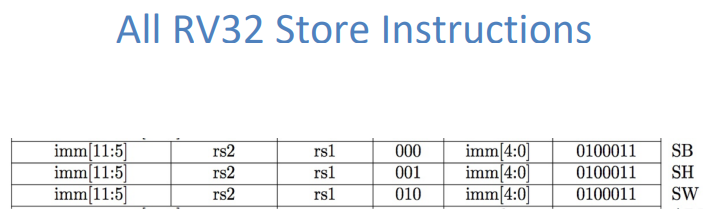 All RV32 Store Instructions
imm[11:5] rs2 rs1 000 imm[4:0] 0100011 SB
imm[11:5] rs2 rs1 001 imm[4:0] 0100011 SH
imm[11:5] rs2 rs1 010 imm[4:0] 0100011 SW